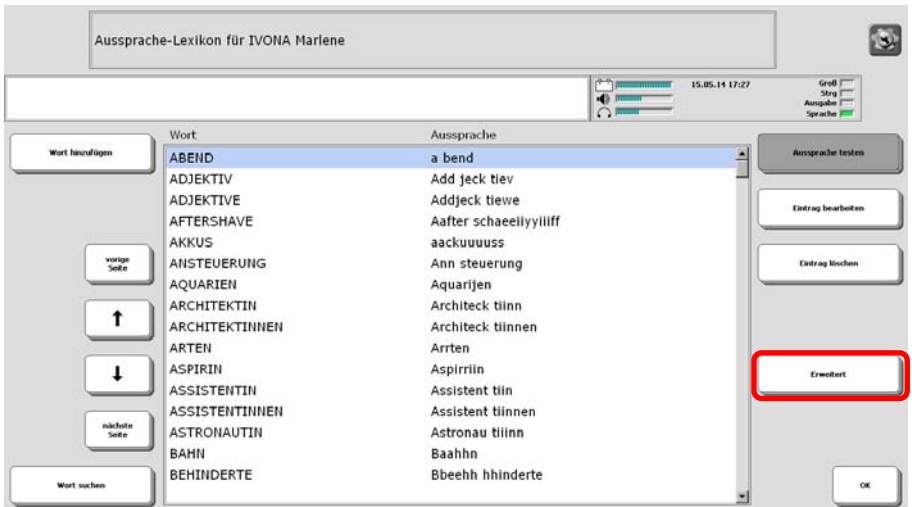 Aussprache-Lexikon für IVONA Marlene
15.05.14 17:27
Groß
Strg
Ausgabe
Sprache
Wort hinzufügen
vorige
Seite
↑
↓
nächste
Seite
Wort suchen
Wort Aussprache
ABEND a bend
ADJEKTIV Add jeck tiev
ADJEKTIVE Addjeck tiewe
AFTERSHAVE Aafter schaeeiiyyiiiff
AKKUS aackuuuuss
ANSTEUERUNG Ann steuerung
AQUARIEN Aquarijen
ARCHITEKTIN Architeck tiinn
ARCHITEKTINNEN Architeck tiinnen
ARTEN Arrten
ASPIRIN Aspirriin
ASSISTENTIN Assistent tiin
ASSISTENTINNEN Assistent tiinnen
ASTRONAUTIN Astronau tiiinn
BAHN Baahhn
BEHINDERTE Bbeehh hhinderte
Aussprache testen
Eintrag bearbeiten
Eintrag löschen
Erweitert
OK